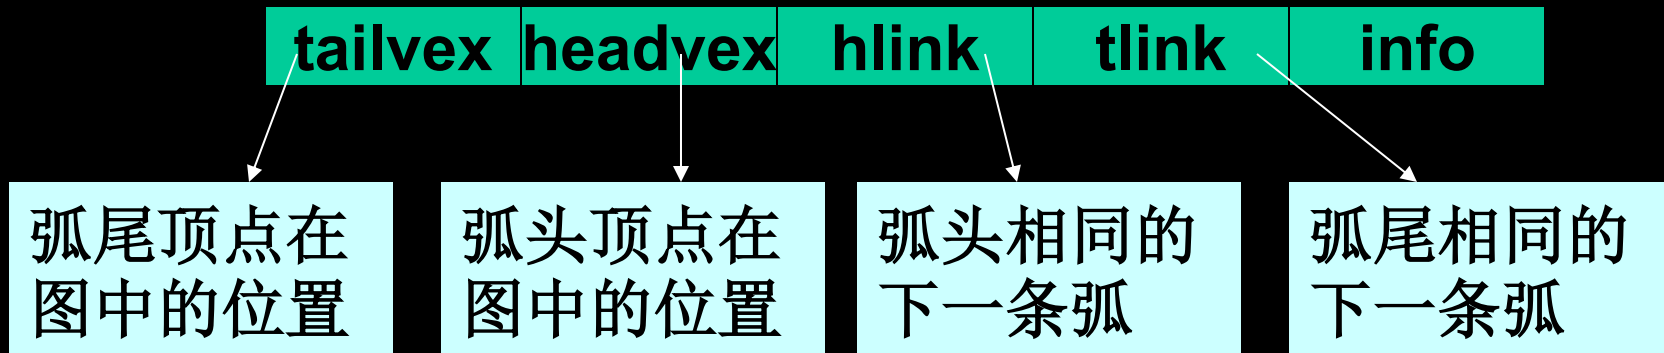 tailvex headvex hlink tlink info
弧尾顶点在
图中的位置
弧头顶点在
图中的位置
弧头相同的
下一条弧
弧尾相同的
下一条弧